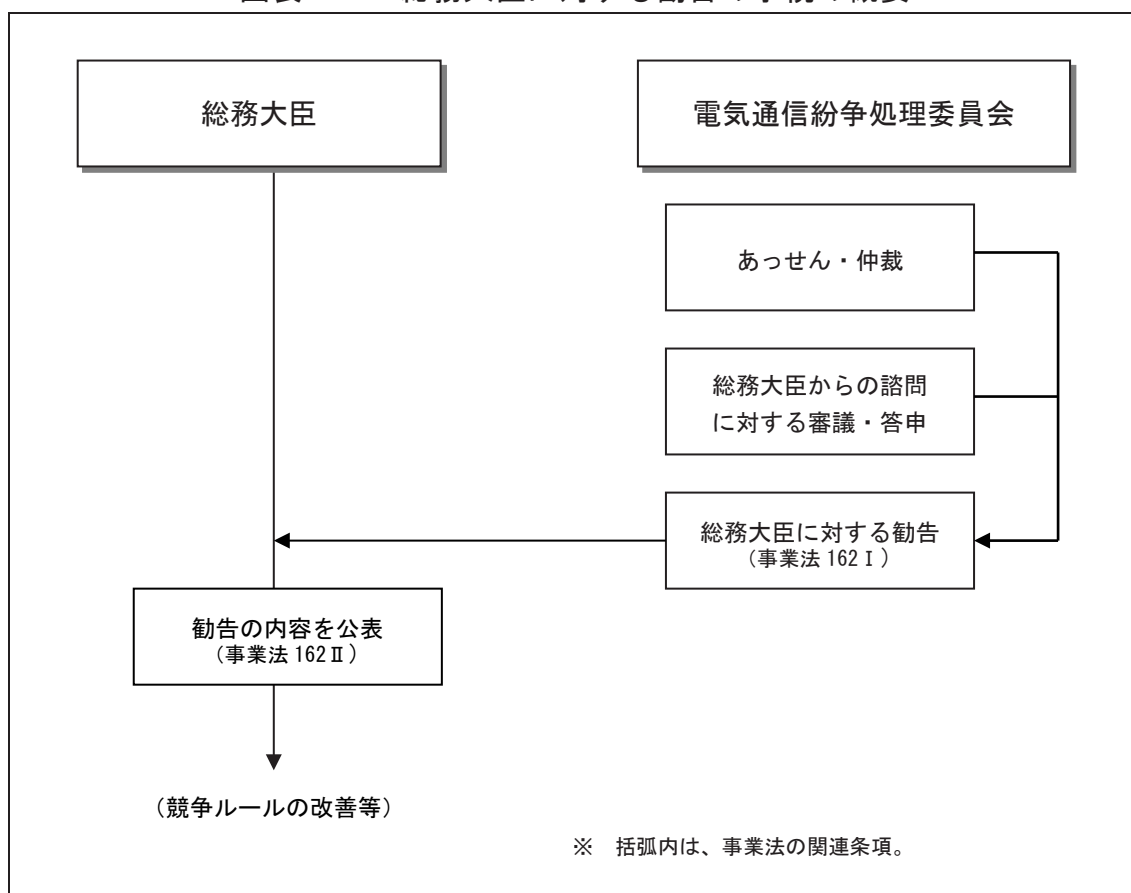 総務大臣
電気通信紛争処理委員会
あっせん・仲裁
総務大臣からの諮問
に対する審議・答申
総務大臣に対する勧告
（事業法 162Ⅰ）
勧告の内容を公表
（事業法 162Ⅱ）
（競争ルールの改善等）
※　括弧内は、事業法の関連条項。